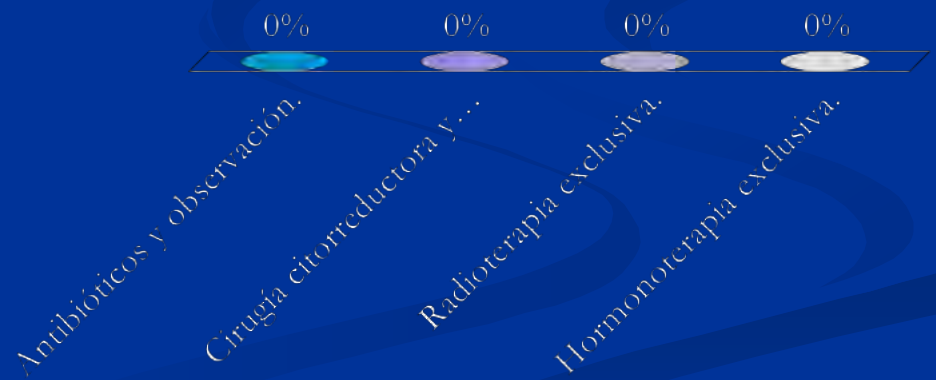 0% 0% 0% 0%
Antibióticos y observación.
Cirugía citorreductora y…
Radioterapia exclusiva.
Hormonoterapia exclusiva.